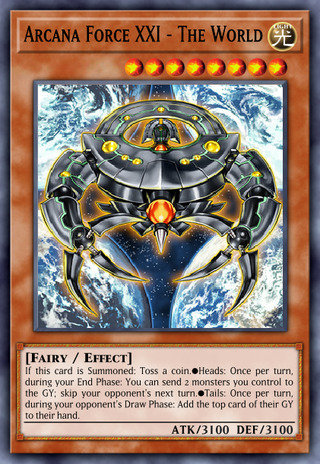 Arcana Force XXI - The World
LIGHT
光
[Fairy / Effect]
If this card is Summoned: Toss a coin.●Heads: Once per turn,
during your End Phase: You can send 2 monsters you control to
the GY; skip your opponent's next turn.●Tails: Once per turn,
during your opponent's Draw Phase: Add the top card of their GY
to their hand.
ATK/3100 DEF/3100